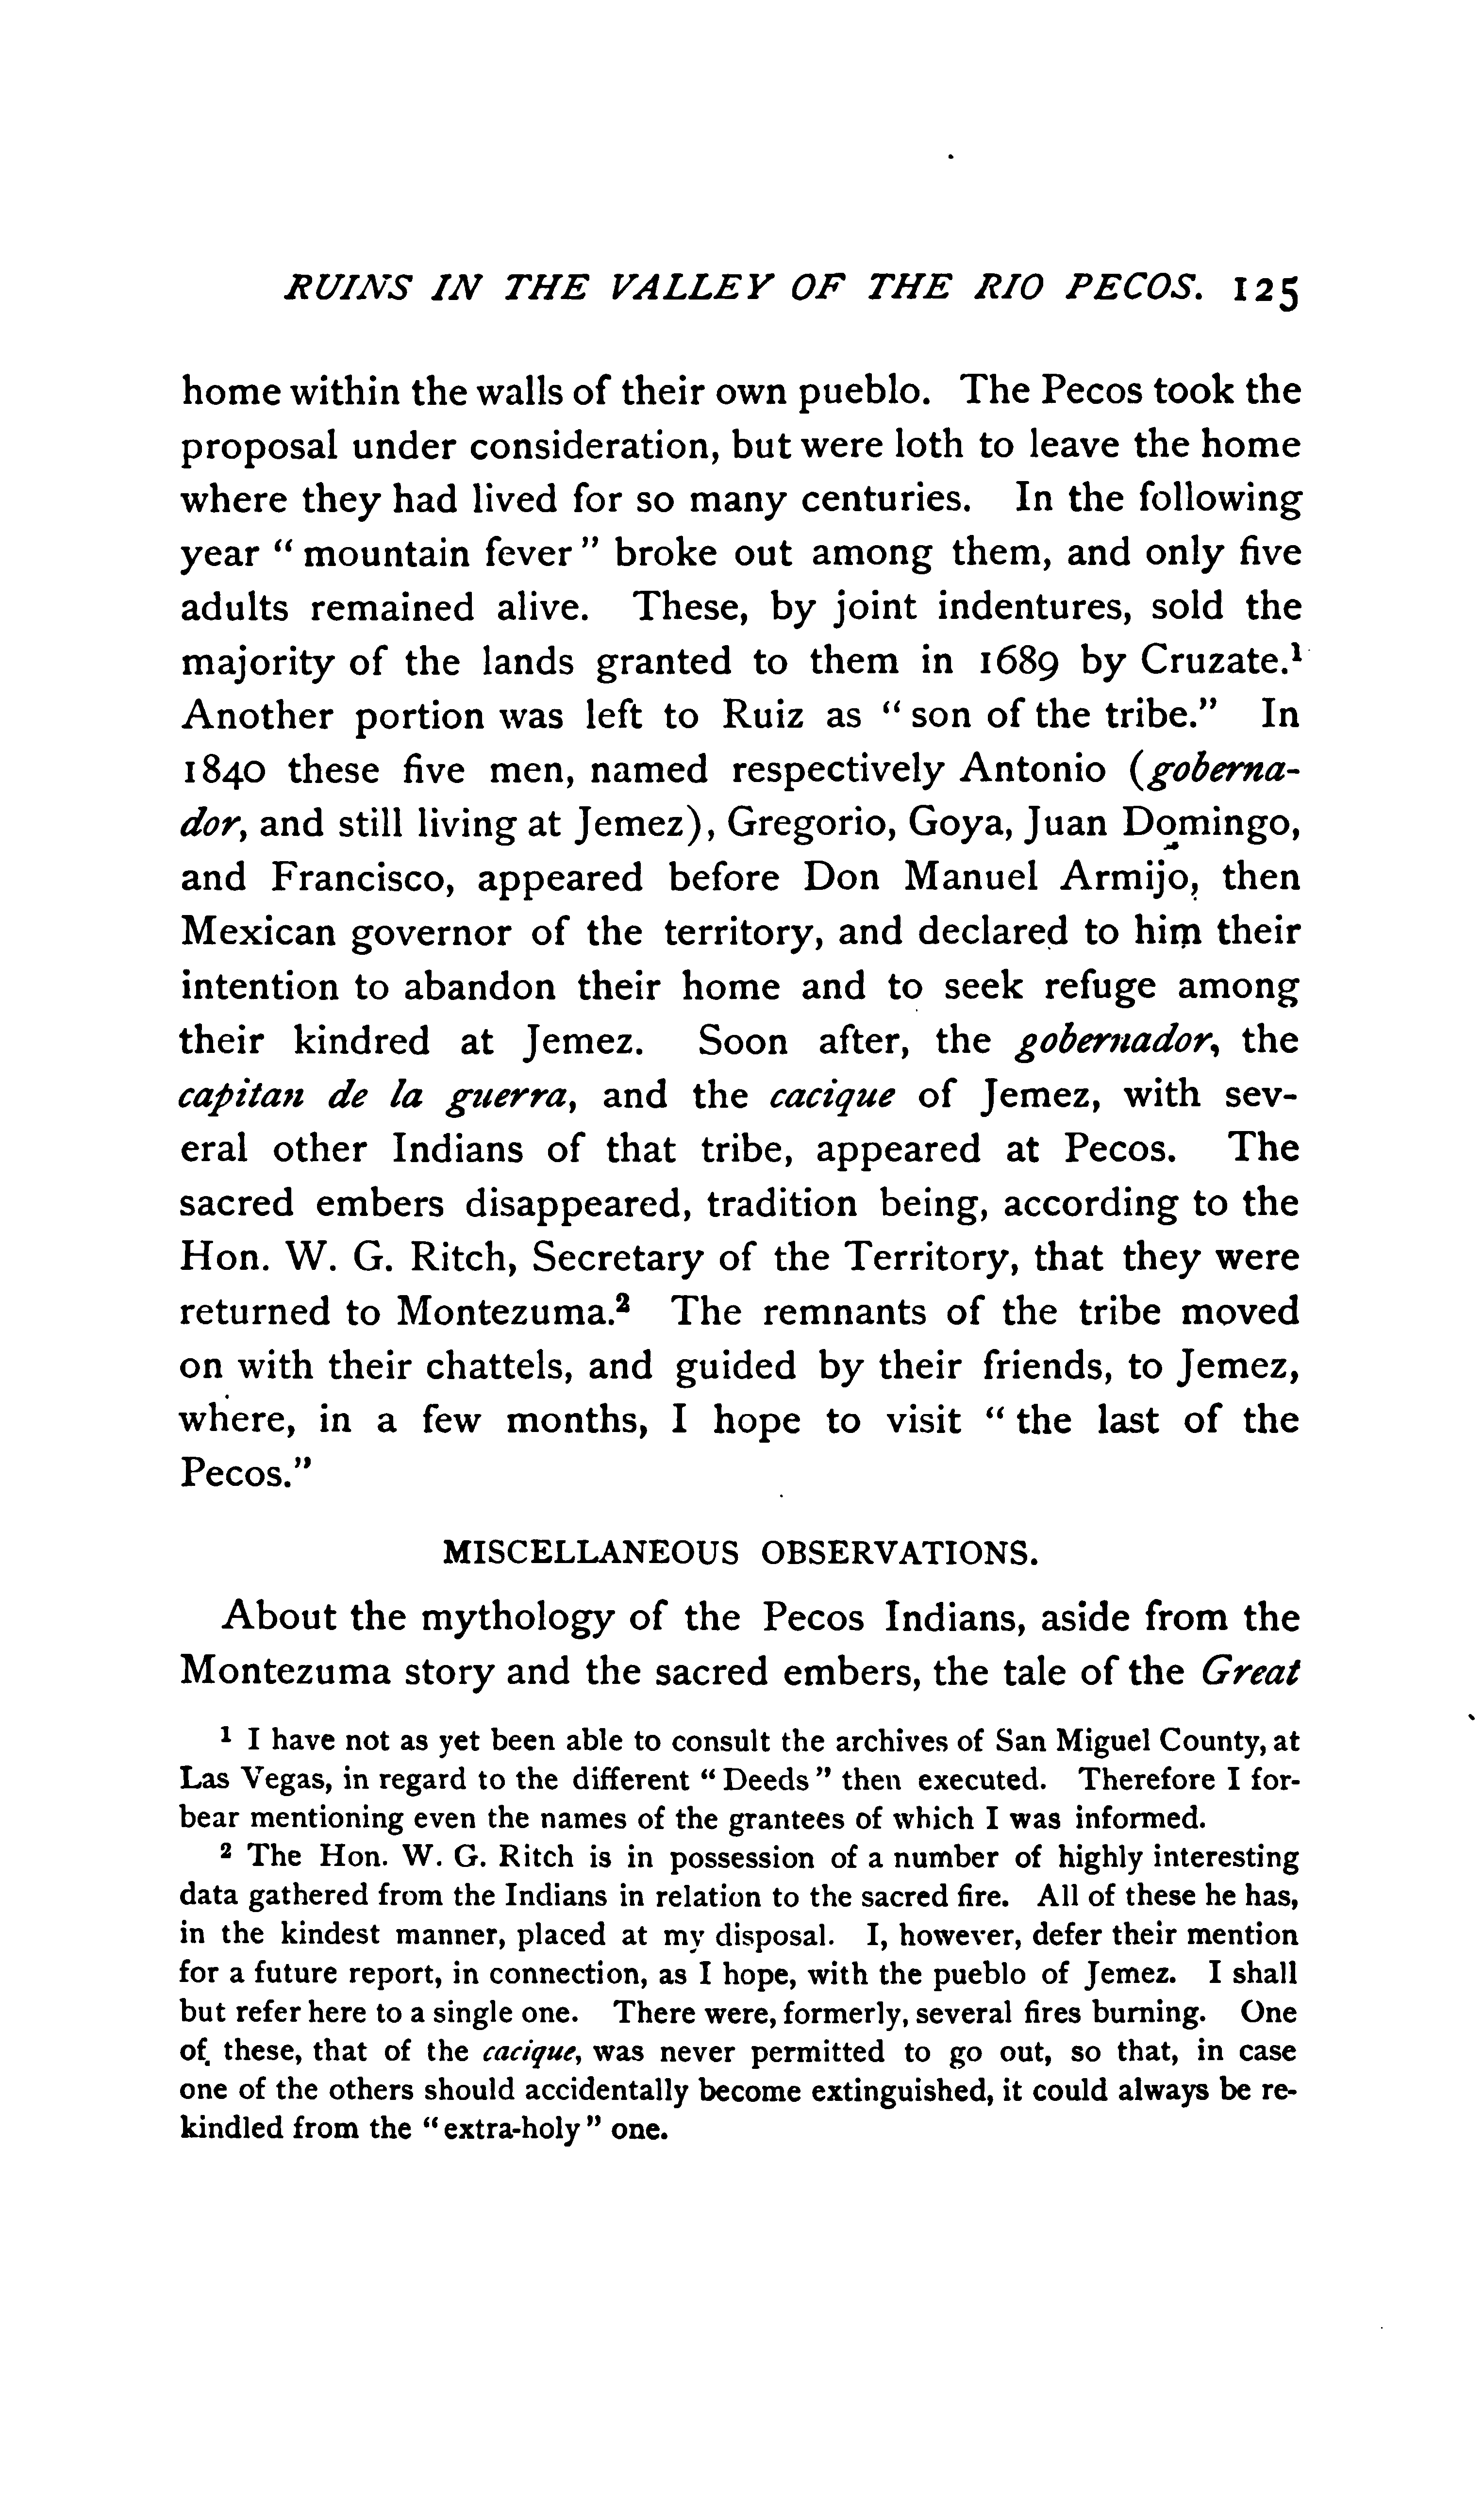 RUINS IN THE VALLEY OF THE RIO PECOS. 125
home within the walls of their own pueblo. The Pecos took the
proposal under consideration, but were loth to leave the home
where they had lived for so many centuries. In the following
year “ mountain fever ” broke out among them, and only five
adults remained alive. These, by joint indentures, sold the
majority of the lands granted to them in 1689 by Cruzate.¹
Another portion was left to Ruiz as “ son of the tribe.” In
1840 these five men, named respectively Antonio (goberna-
dor, and still living at Jemez), Gregorio, Goya, Juan Domingo,
and Francisco, appeared before Don Manuel Armijo, then
Mexican governor of the territory, and declared to him their
intention to abandon their home and to seek refuge among
their kindred at Jemez. Soon after, the gobernador, the
capitan de la guerra, and the cacique of Jemez, with sev-
eral other Indians of that tribe, appeared at Pecos. The
sacred embers disappeared, tradition being, according to the
Hon. W. G. Ritch, Secretary of the Territory, that they were
returned to Montezuma.² The remnants of the tribe moved
on with their chattels, and guided by their friends, to Jemez,
where, in a few months, I hope to visit “ the last of the
Pecos.”
MISCELLANEOUS OBSERVATIONS.
About the mythology of the Pecos Indians, aside from the
Montezuma story and the sacred embers, the tale of the Great
¹ I have not as yet been able to consult the archives of San Miguel County, at
Las Vegas, in regard to the different “ Deeds ” then executed. Therefore I for-
bear mentioning even the names of the grantees of which I was informed.
² The Hon. W. G. Ritch is in possession of a number of highly interesting
data gathered from the Indians in relation to the sacred fire. All of these he has,
in the kindest manner, placed at my disposal. I, however, defer their mention
for a future report, in connection, as I hope, with the pueblo of Jemez. I shall
but refer here to a single one. There were, formerly, several fires burning. One
of these, that of the cacique, was never permitted to go out, so that, in case
one of the others should accidentally become extinguished, it could always be re-
kindled from the “ extra-holy ” one.